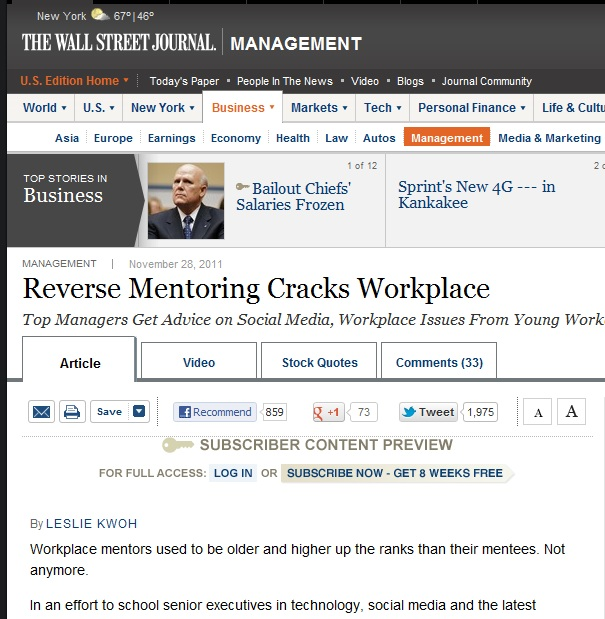 New York 67º | 46º
THE WALL STREET JOURNAL. MANAGEMENT
U.S. Edition Home Today's Paper People In The News Video Blogs Journal Community
World U.S. New York Business Markets Tech Personal Finance Life & Cultu
Asia Europe Earnings Economy Health Law Autos Management Media & Marketing
TOP STORIES IN
Business
1 of 12
Bailout Chiefs'
Salaries Frozen
2 o
Sprint's New 4G --- in
Kankakee
MANAGEMENT | November 28, 2011
Reverse Mentoring Cracks Workplace
Top Managers Get Advice on Social Media, Workplace Issues From Young Work
Article Video Stock Quotes Comments (33)
Save Recommend 859 g +1 73 Tweet 1,975 A A
SUBSCRIBER CONTENT PREVIEW
FOR FULL ACCESS: LOG IN OR SUBSCRIBE NOW - GET 8 WEEKS FREE
By LESLIE KWOH
Workplace mentors used to be older and higher up the ranks than their mentees. Not
anymore.
In an effort to school senior executives in technology, social media and the latest